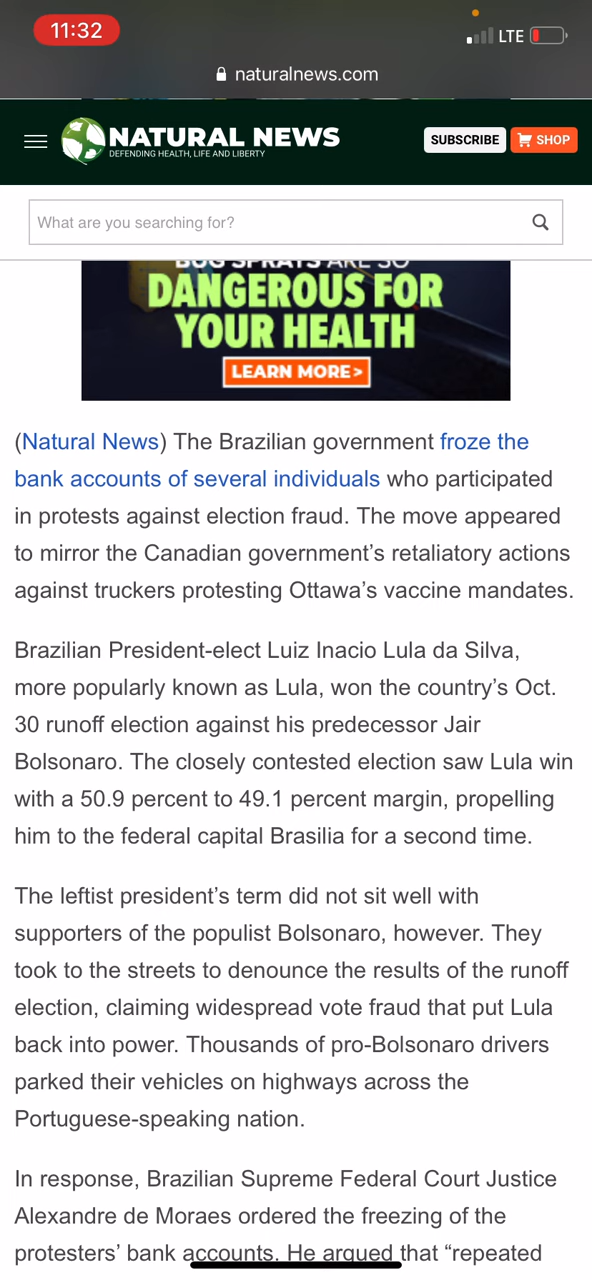 11:32
LTE
naturalnews.com
NATURAL NEWS
DEFENDING HEALTH, LIFE AND LIBERTY
SUBSCRIBE
SHOP
What are you searching for?
BUG SPRAYS ARE SO
DANGEROUS FOR
YOUR HEALTH
LEARN MORE >
(Natural News) The Brazilian government froze the
bank accounts of several individuals who participated
in protests against election fraud. The move appeared
to mirror the Canadian government’s retaliatory actions
against truckers protesting Ottawa’s vaccine mandates.
Brazilian President-elect Luiz Inacio Lula da Silva,
more popularly known as Lula, won the country’s Oct.
30 runoff election against his predecessor Jair
Bolsonaro. The closely contested election saw Lula win
with a 50.9 percent to 49.1 percent margin, propelling
him to the federal capital Brasilia for a second time.
The leftist president’s term did not sit well with
supporters of the populist Bolsonaro, however. They
took to the streets to denounce the results of the runoff
election, claiming widespread vote fraud that put Lula
back into power. Thousands of pro-Bolsonaro drivers
parked their vehicles on highways across the
Portuguese-speaking nation.
In response, Brazilian Supreme Federal Court Justice
Alexandre de Moraes ordered the freezing of the
protesters’ bank accounts. He argued that “repeated